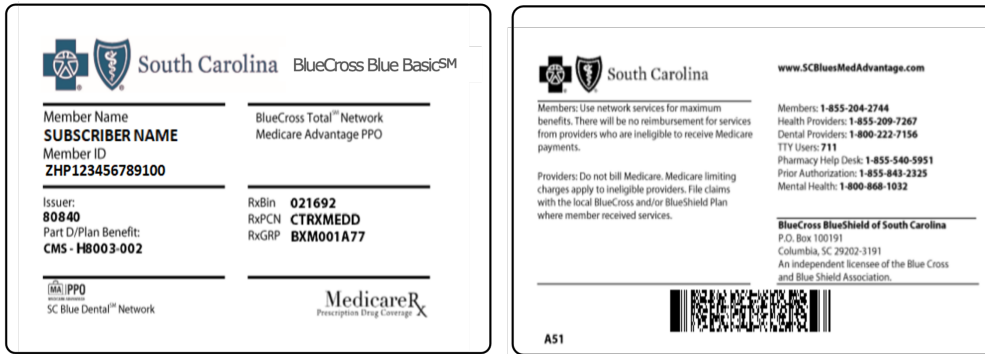 South Carolina BlueCross Blue Basic℠
Member Name
SUBSCRIBER NAME
Member ID
ZHP123456789100
BlueCross Total℠ Network
Medicare Advantage PPO
Issuer:
80840
Part D/Plan Benefit:
CMS - H8003-002
RxBin 021692
RxPCN CTRXMEDD
RxGRP BXM001A77
MA PPO
MEDICARE ADVANTAGE
SC Blue Dental℠ Network
MedicareRx
Prescription Drug Coverage
South Carolina
Members: Use network services for maximum
benefits. There will be no reimbursement for services
from providers who are ineligible to receive Medicare
payments.
Providers: Do not bill Medicare. Medicare limiting
charges apply to ineligible providers. File claims
with the local BlueCross and/or BlueShield Plan
where member received services.
www.SCBluesMedAdvantage.com
Members: 1-855-204-2744
Health Providers: 1-855-209-7267
Dental Providers: 1-800-222-7156
TTY Users: 711
Pharmacy Help Desk: 1-855-540-5951
Prior Authorization: 1-855-843-2325
Mental Health: 1-800-868-1032
BlueCross BlueShield of South Carolina
P.O. Box 100191
Columbia, SC 29202-3191
An independent licensee of the Blue Cross
and Blue Shield Association.
A51